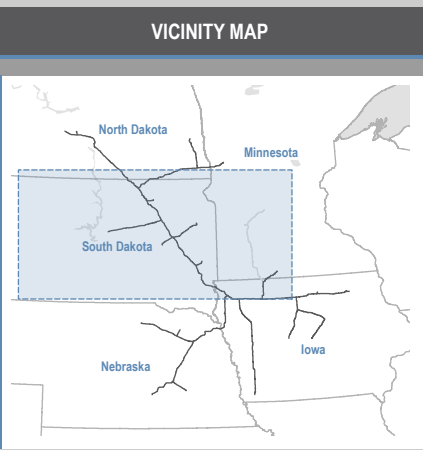 VICINITY MAP
North Dakota
Minnesota
South Dakota
Iowa
Nebraska